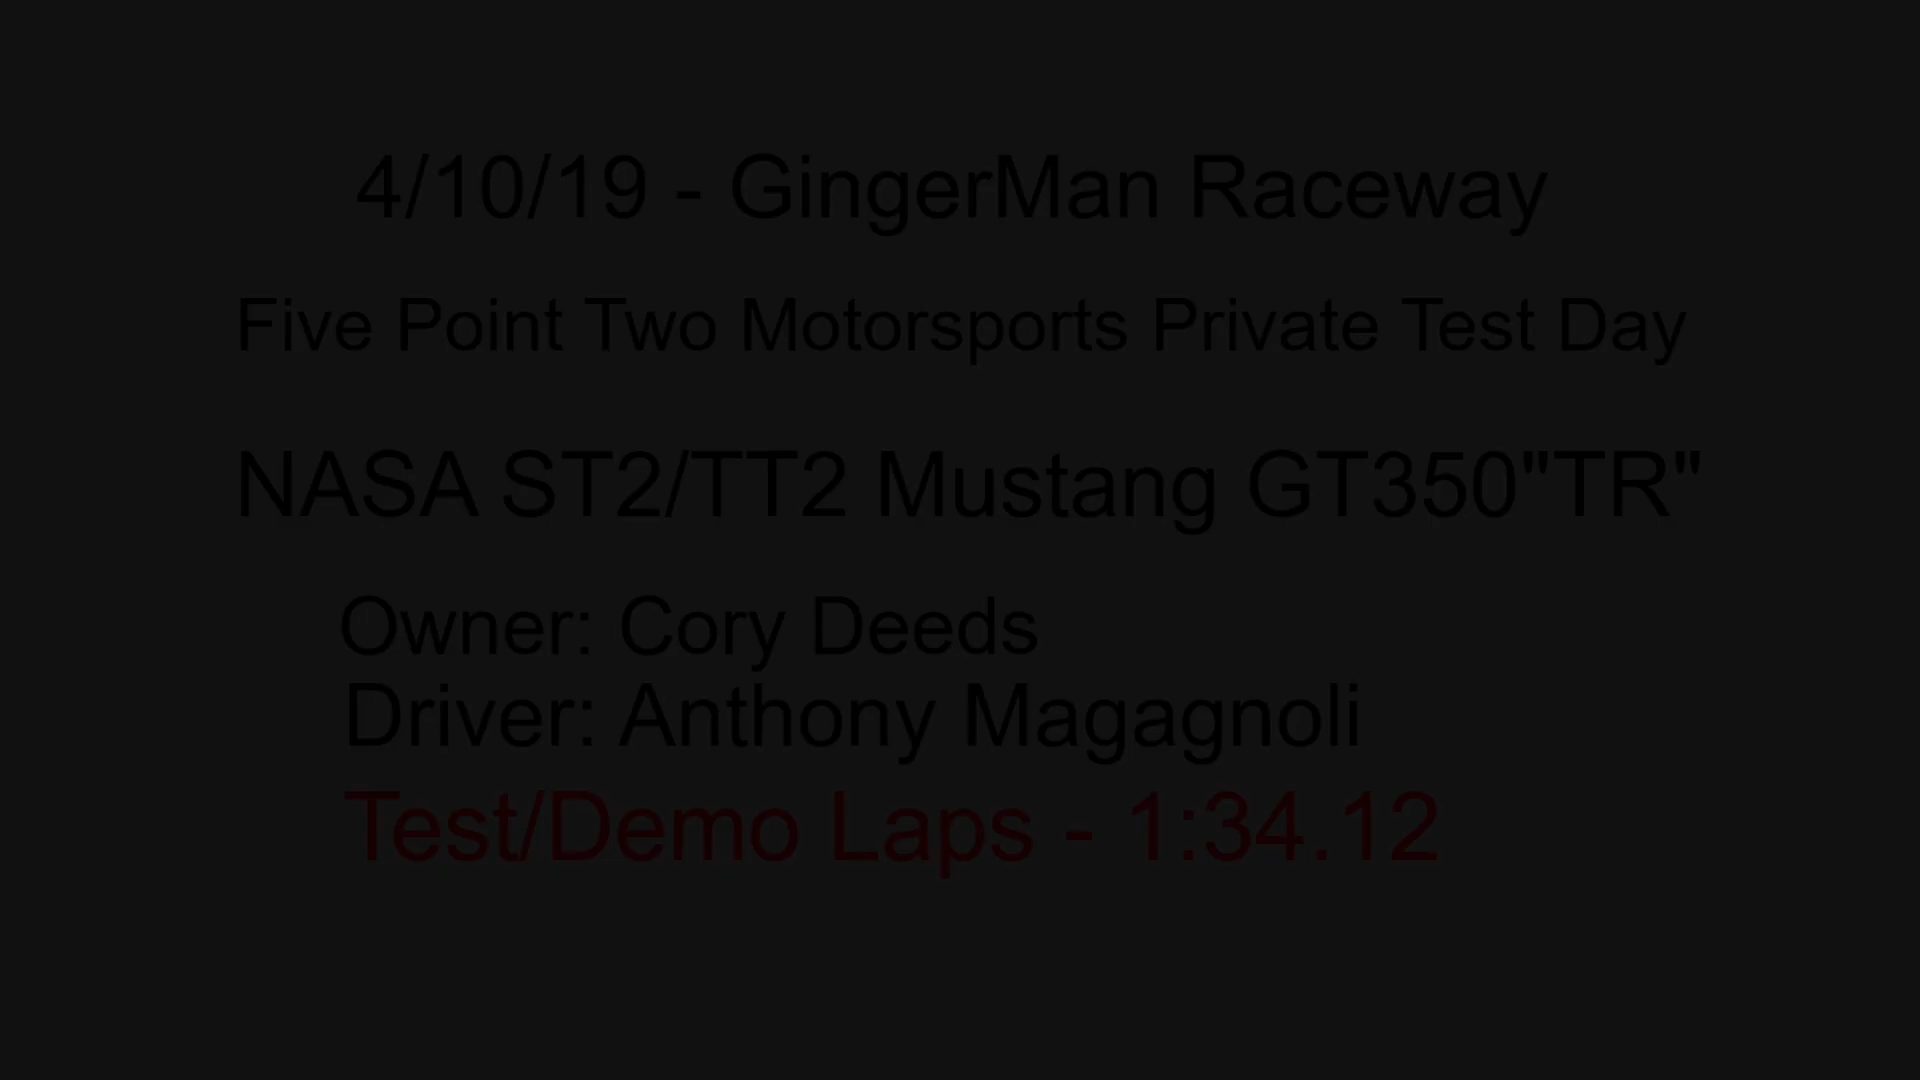 4/10/19 - GingerMan Raceway
Five Point Two Motorsports Private Test Day
NASA ST2/TT2 Mustang GT350"TR"
Owner: Cory Deeds
Driver: Anthony Magagnoli
Test/Demo Laps - 1:34.12